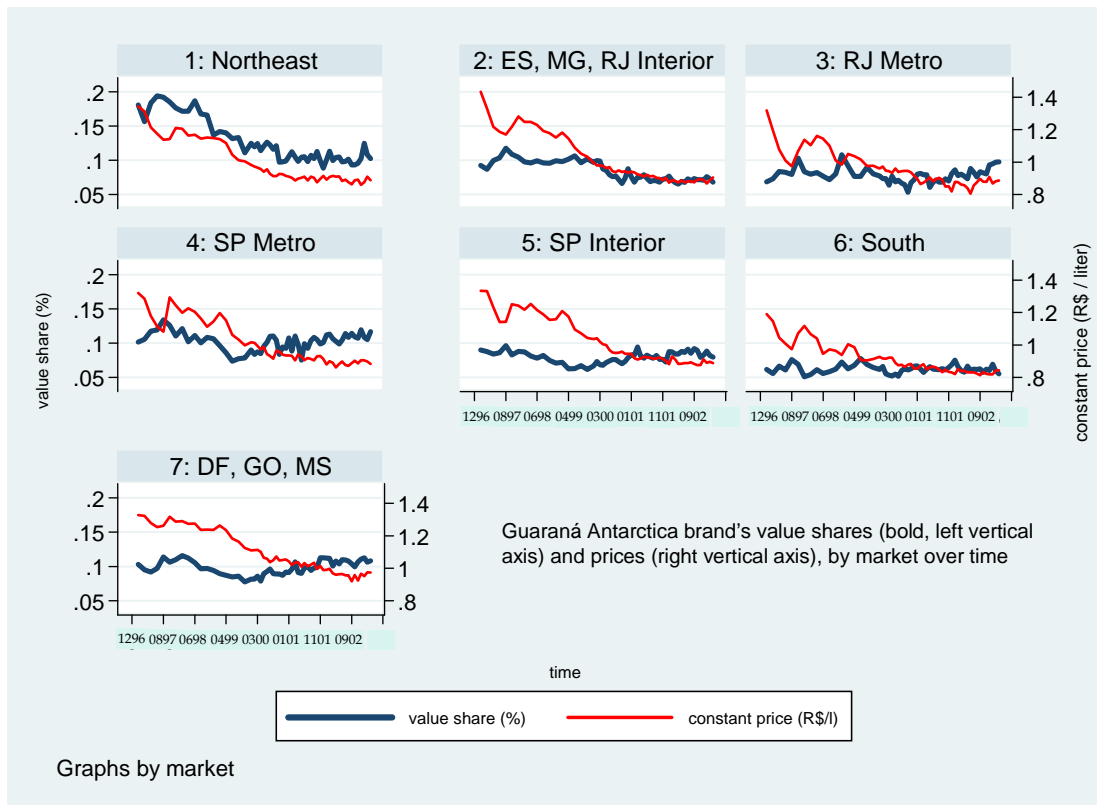 1: Northeast
2: ES, MG, RJ Interior
3: RJ Metro
.2
.15
.1
.05
1.4
1.2
1
.8
4: SP Metro
5: SP Interior
6: South
.2
.15
.1
.05
1.4
1.2
1
.8
value share (%)
constant price (R$ / liter)
1296 0897 0698 0499 0300 0101 1101 0902
1296 0897 0698 0499 0300 0101 1101 0902
7: DF, GO, MS
.2
.15
.1
.05
1.4
1.2
1
.8
1296 0897 0698 0499 0300 0101 1101 0902
Guaraná Antarctica brand's value shares (bold, left vertical
axis) and prices (right vertical axis), by market over time
time
value share (%)
constant price (R$/l)
Graphs by market